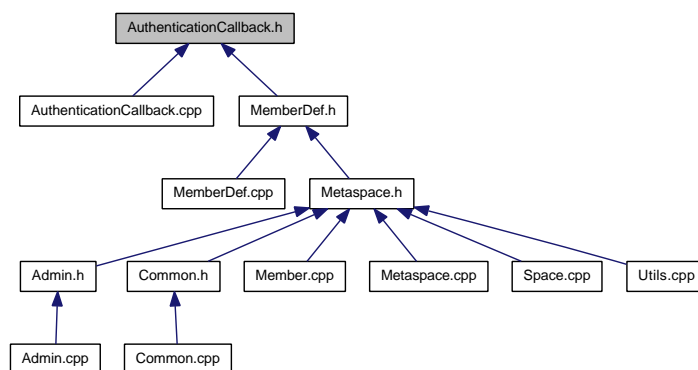 AuthenticationCallback.h
AuthenticationCallback.cpp
MemberDef.h
MemberDef.cpp
Metaspace.h
Admin.h
Common.h
Member.cpp
Metaspace.cpp
Space.cpp
Utils.cpp
Admin.cpp
Common.cpp